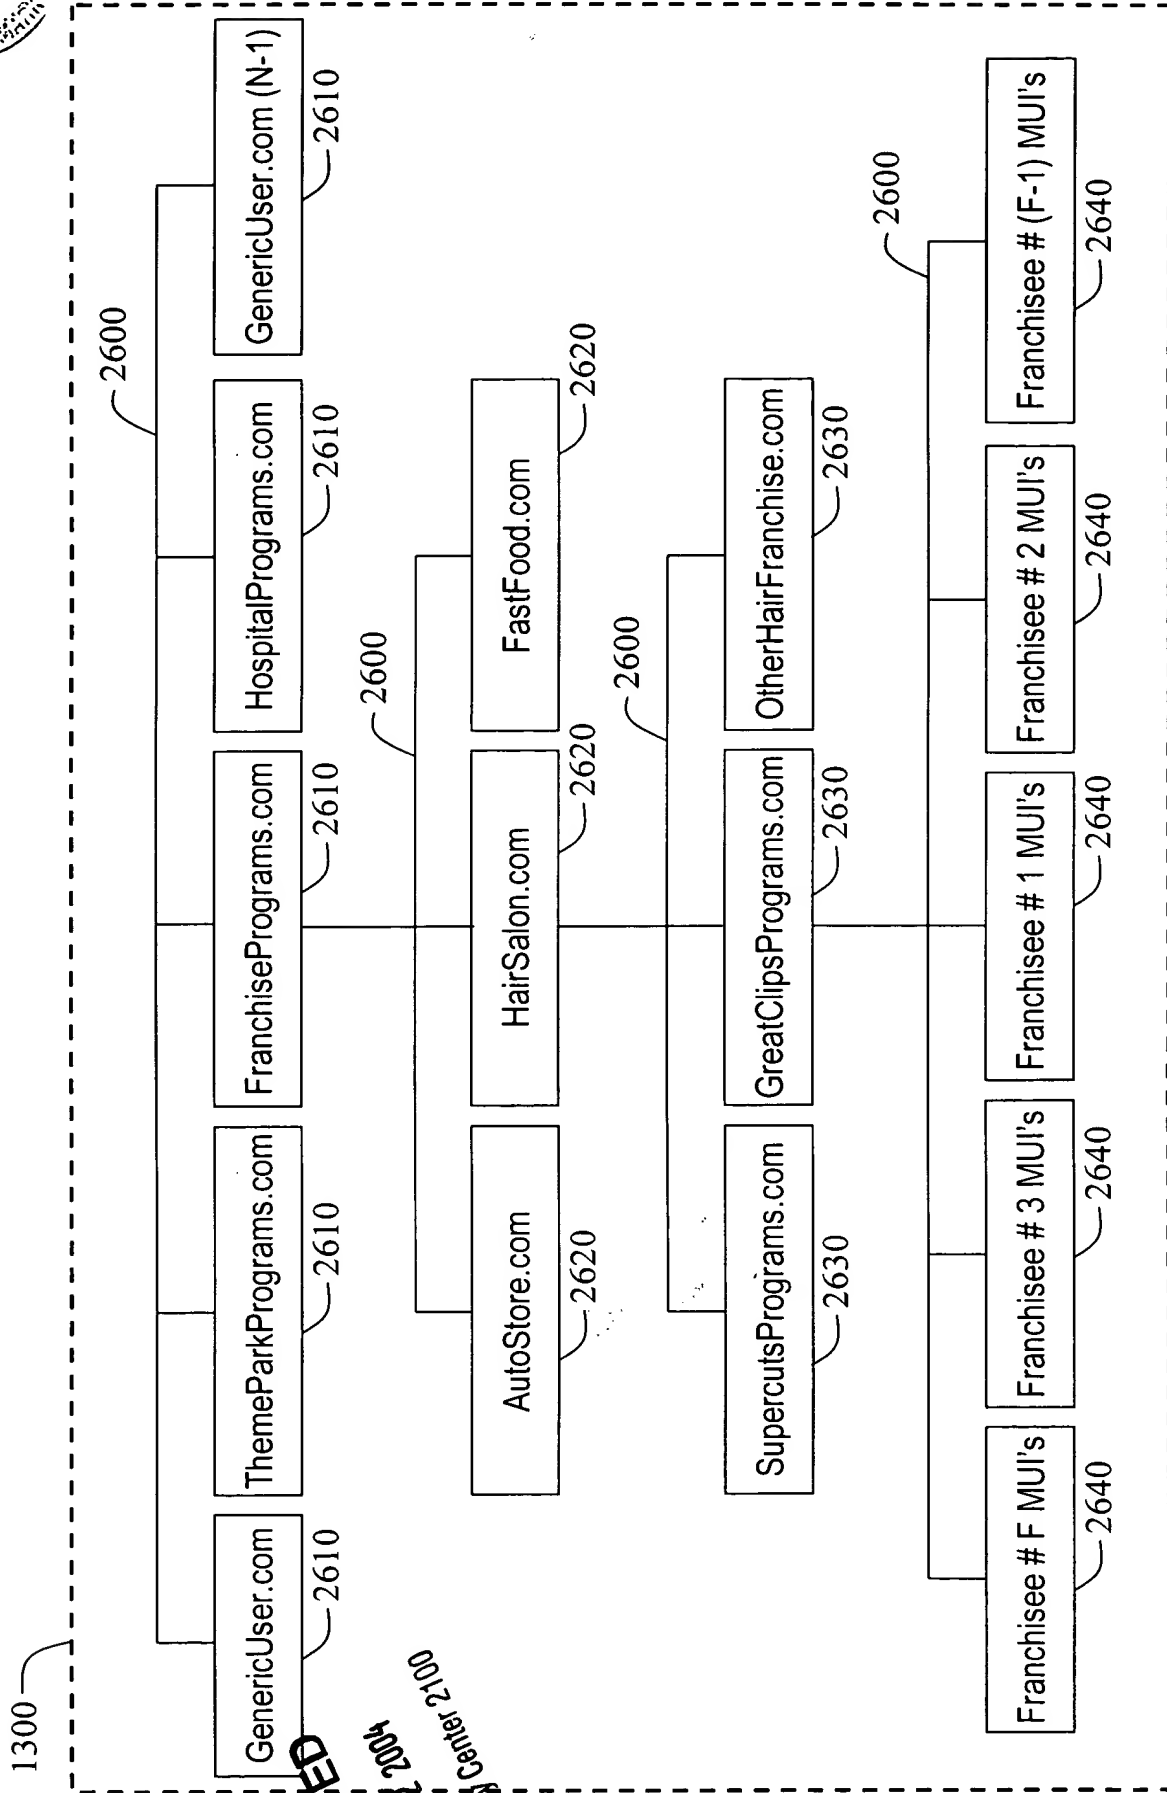 1300
2600
GenericUser.com
ThemeParkPrograms.com
FranchisePrograms.com
HospitalPrograms.com
GenericUser.com (N-1)
2610
2610
2610
2610
2610
2600
AutoStore.com
HairSalon.com
FastFood.com
2620
2620
2620
2600
SupercutsPrograms.com
GreatClipsPrograms.com
OtherHairFranchise.com
2630
2630
2630
2600
Franchisee # F MUI's
Franchisee # 3 MUI's
Franchisee # 1 MUI's
Franchisee # 2 MUI's
Franchisee # (F-1) MUI's
2640
2640
2640
2640
2640
ED
2004
Center 2100